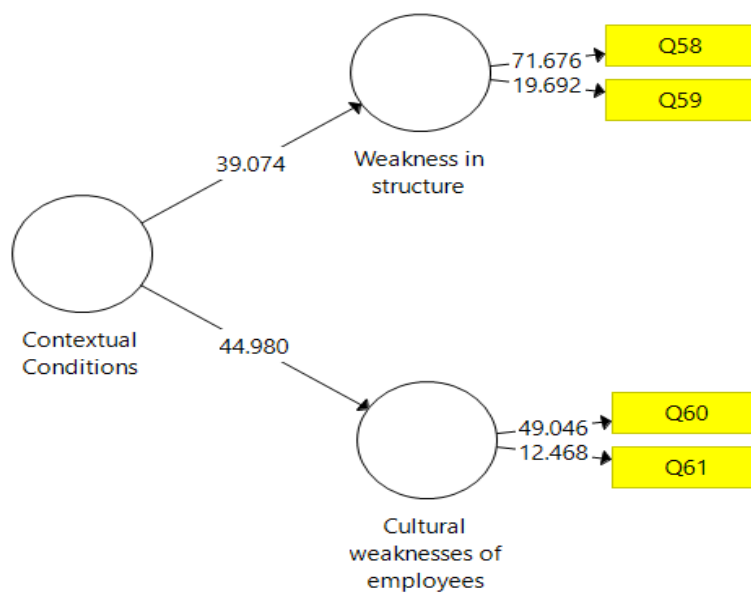 71.676
Q58
19.692
Q59
Weakness in
structure
39.074
Contextual
Conditions
44.980
49.046
Q60
12.468
Q61
Cultural
weaknesses of
employees